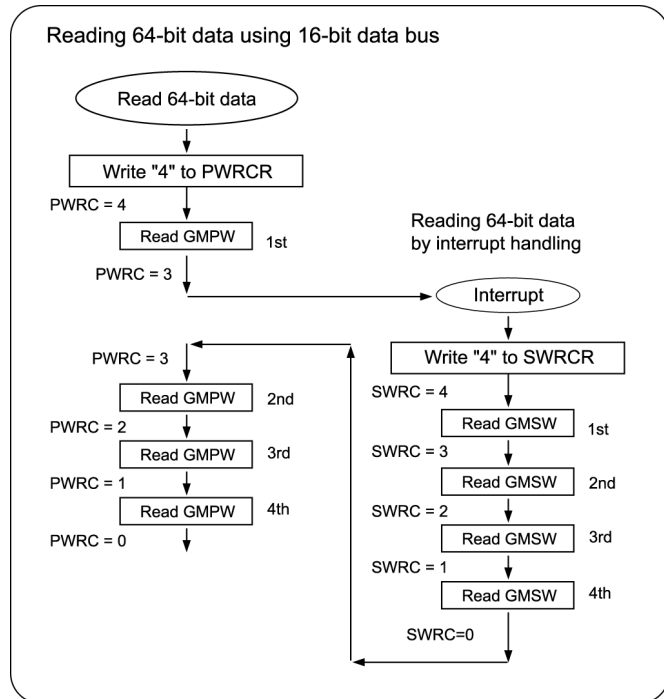 Reading 64-bit data using 16-bit data bus
Read 64-bit data
Write "4" to PWRCR
PWRC = 4
Read GMPW
1st
PWRC = 3
Reading 64-bit data
by interrupt handling
Interrupt
Write "4" to SWRCR
SWRC = 4
Read GMSW
1st
SWRC = 3
Read GMSW
2nd
SWRC = 2
Read GMSW
3rd
SWRC = 1
Read GMSW
4th
SWRC=0
PWRC = 3
Read GMPW
2nd
PWRC = 2
Read GMPW
3rd
PWRC = 1
Read GMPW
4th
PWRC = 0